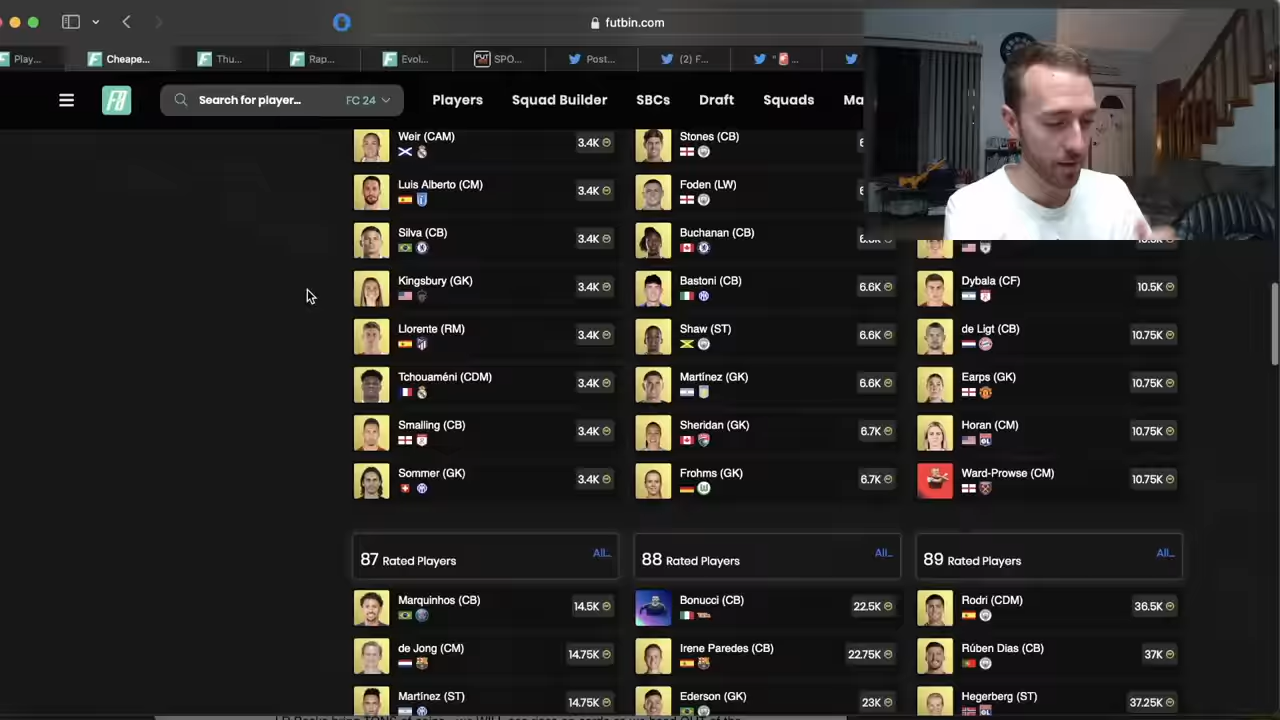 futbin.com
Play...
Cheape...
Thu...
Rap...
Evol...
SPO...
Post...
(2) F...
Search for player...
FC 24
Players
Squad Builder
SBCs
Draft
Squads
Ma
Weir (CAM)
3.4K
Stones (CB)
Luis Alberto (CM)
3.4K
Foden (LW)
Silva (CB)
3.4K
Buchanan (CB)
Kingsbury (GK)
3.4K
Bastoni (CB)
6.6K
Dybala (CF)
10.5K
Llorente (RM)
3.4K
Shaw (ST)
6.6K
de Ligt (CB)
10.75K
Tchouaméni (CDM)
3.4K
Martínez (GK)
6.6K
Earps (GK)
10.75K
Smalling (CB)
3.4K
Sheridan (GK)
6.7K
Horan (CM)
10.75K
Sommer (GK)
3.4K
Frohms (GK)
6.7K
Ward-Prowse (CM)
10.75K
87 Rated Players
All...
88 Rated Players
All...
89 Rated Players
All...
Marquinhos (CB)
14.5K
Bonucci (CB)
22.5K
Rodri (CDM)
36.5K
de Jong (CM)
14.75K
Irene Paredes (CB)
22.75K
Rúben Dias (CB)
37K
Martínez (ST)
14.75K
Ederson (GK)
23K
Hegerberg (ST)
37.25K